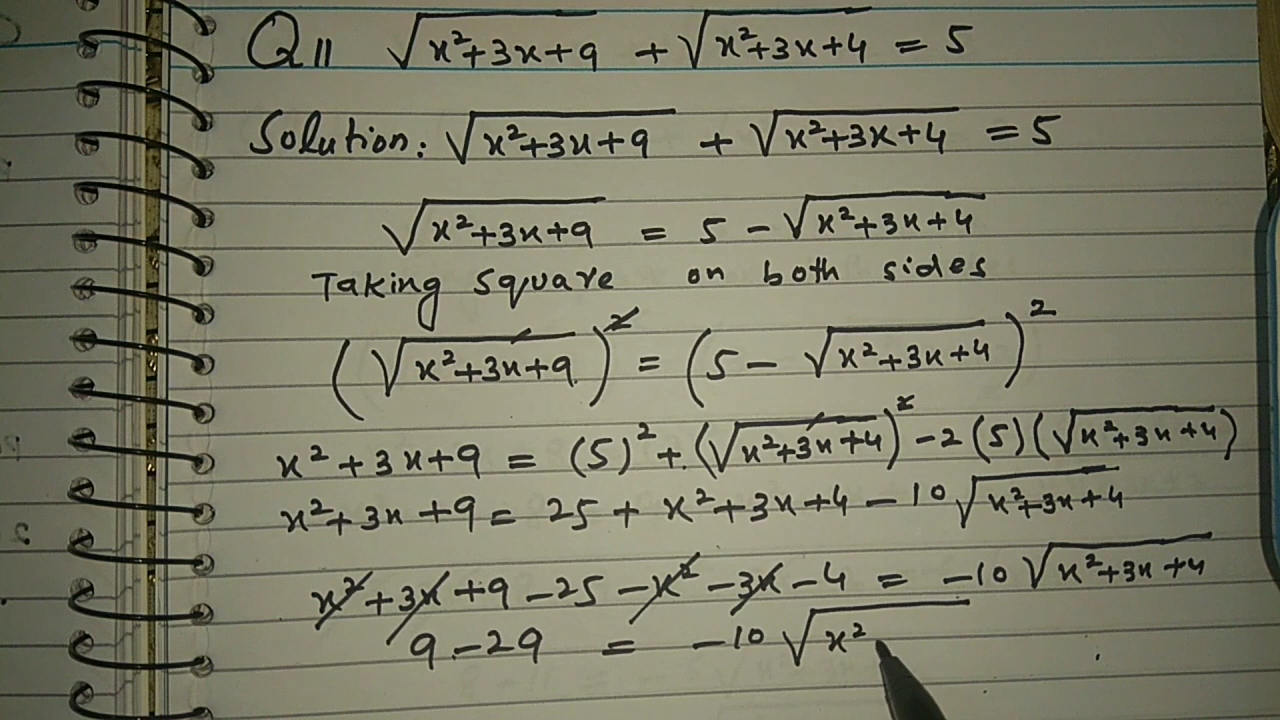 Q11 √(x²+3x+9) + √(x²+3x+4) = 5
Solution: √(x²+3x+9) + √(x²+3x+4) = 5
√(x²+3x+9) = 5 - √(x²+3x+4)
Taking square on both sides
(√(x²+3x+9))² = (5 - √(x²+3x+4))²
x²+3x+9 = (5)² + (√(x²+3x+4))² - 2(5)(√(x²+3x+4))
x²+3x+9 = 25 + x²+3x+4 - 10√(x²+3x+4)
x²+3x+9-25-x²-3x-4 = -10√(x²+3x+4)
9-29 = -10√(x²